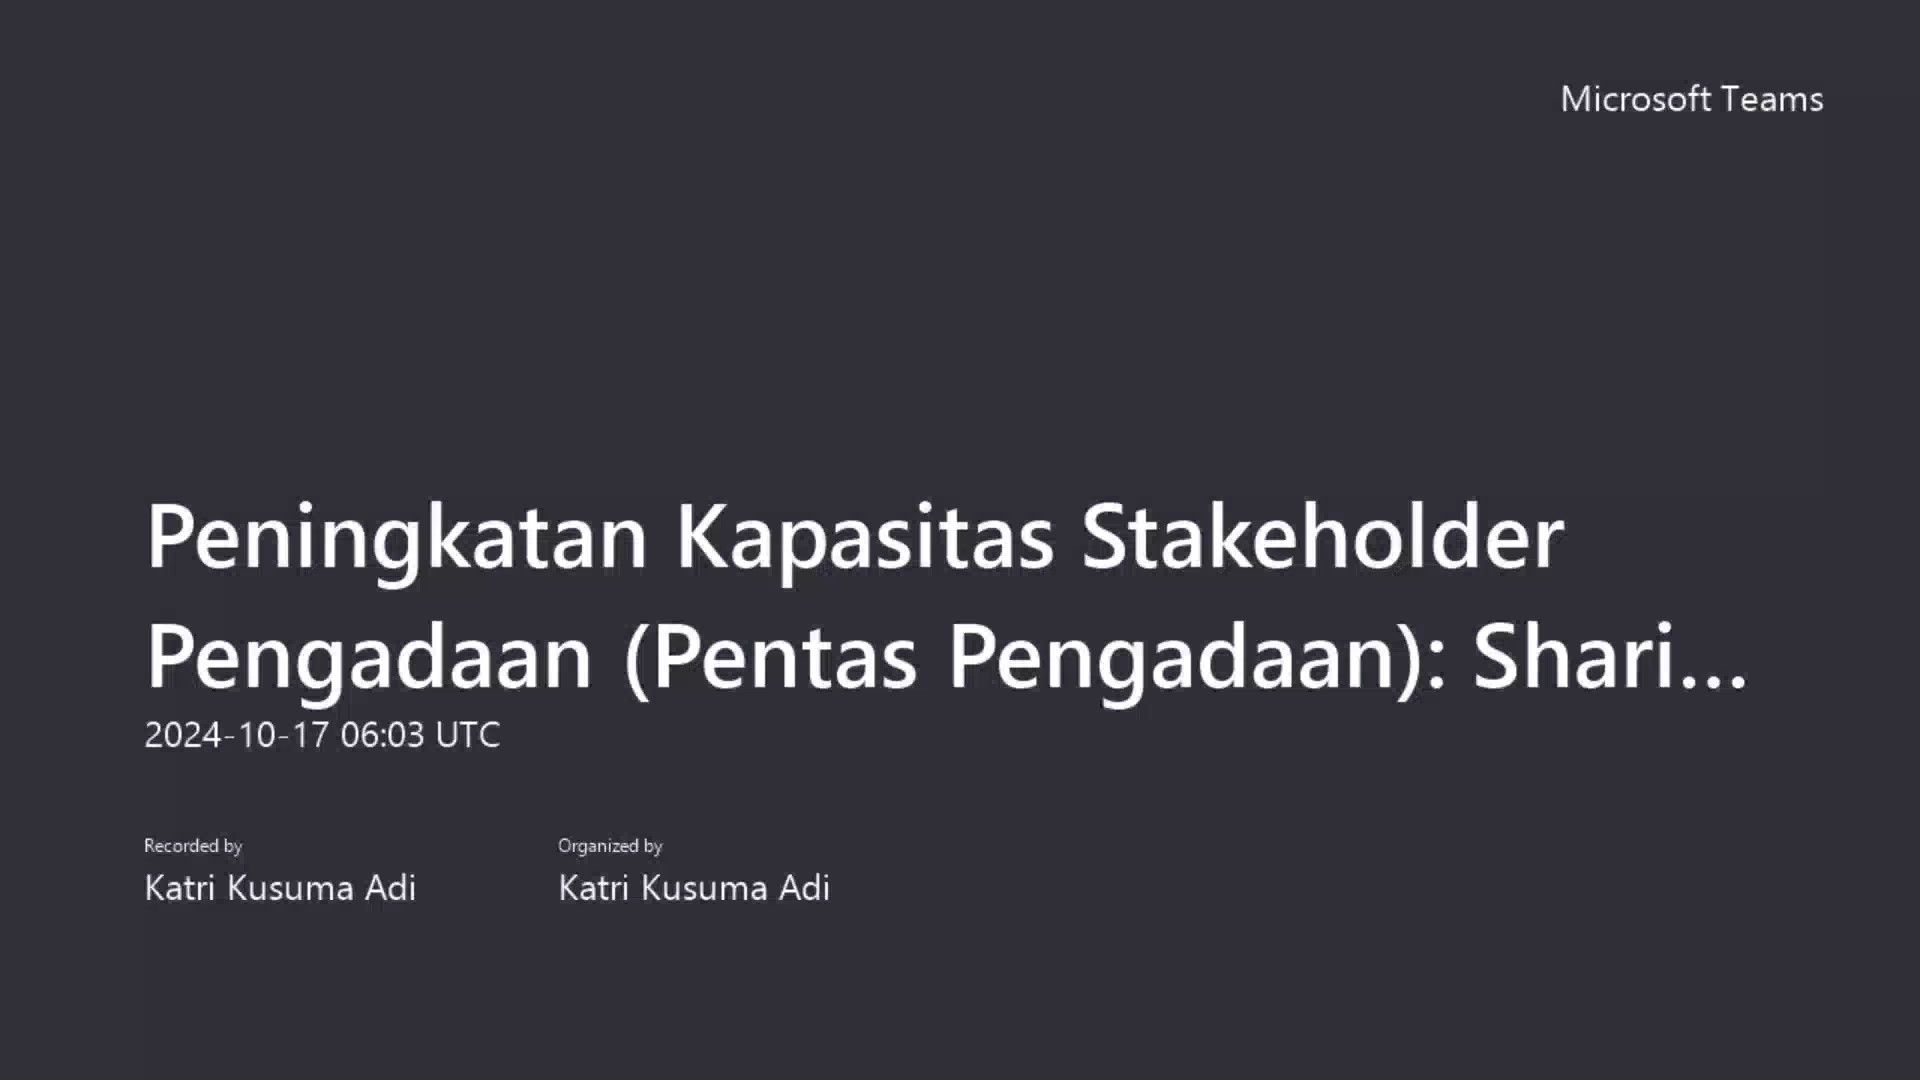 Microsoft Teams
Peningkatan Kapasitas Stakeholder
Pengadaan (Pentas Pengadaan): Shari...
2024-10-17 06:03 UTC
Recorded by
Organized by
Katri Kusuma Adi
Katri Kusuma Adi